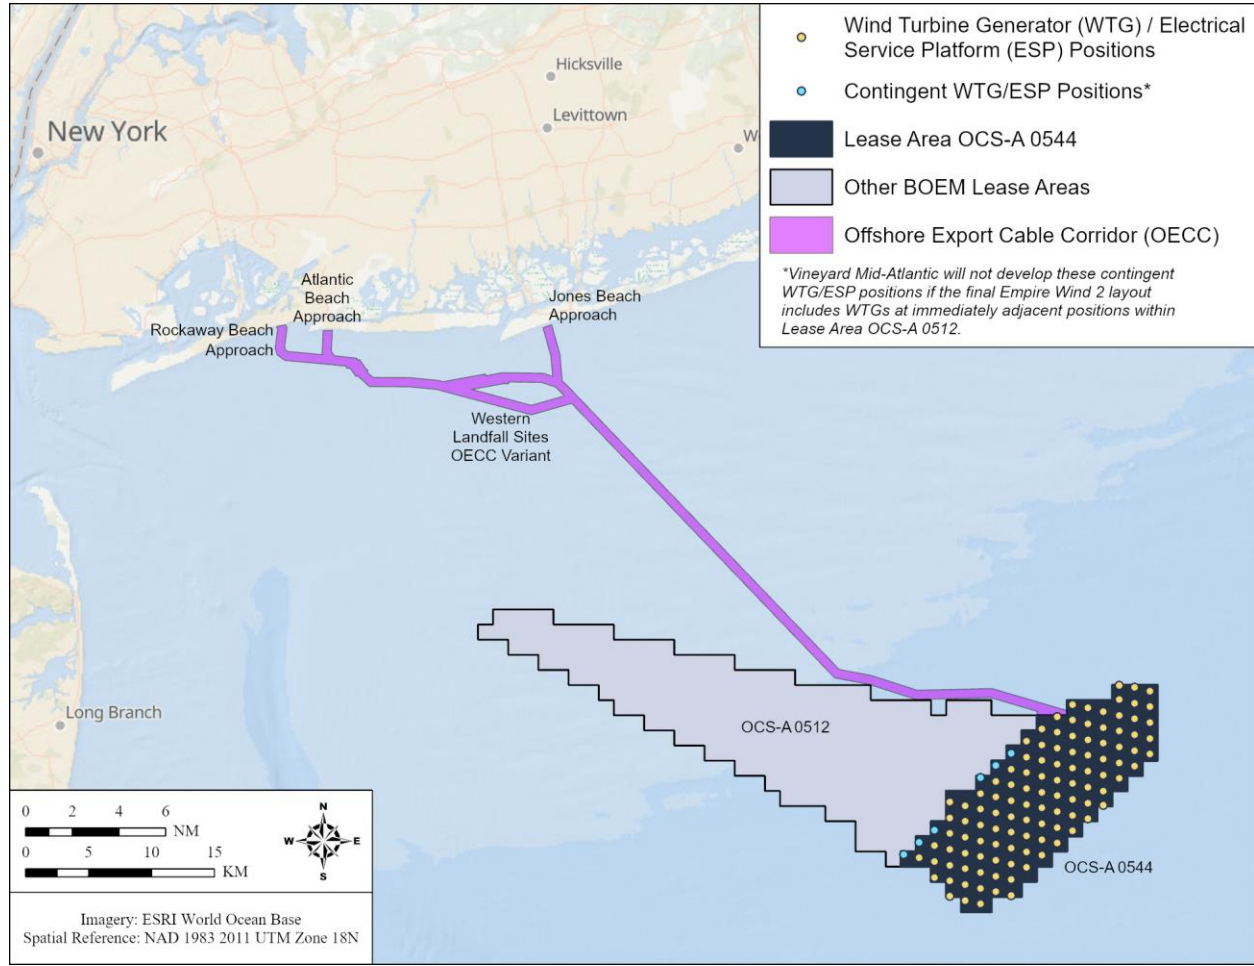 Hicksville
Levittown
New York
W
Atlantic
Beach
Approach
Rockaway Beach
Approach
Jones Beach
Approach
Western
Landfall Sites
OECC Variant
Long Branch
OCS-A 0512
OCS-A 0544
Wind Turbine Generator (WTG) / Electrical
Service Platform (ESP) Positions
Contingent WTG/ESP Positions*
Lease Area OCS-A 0544
Other BOEM Lease Areas
Offshore Export Cable Corridor (OECC)
*Vineyard Mid-Atlantic will not develop these contingent
WTG/ESP positions if the final Empire Wind 2 layout
includes WTGs at immediately adjacent positions within
Lease Area OCS-A 0512.
0 2 4 6
NM
0 5 10 15
KM
N
W E
S
Imagery: ESRI World Ocean Base
Spatial Reference: NAD 1983 2011 UTM Zone 18N